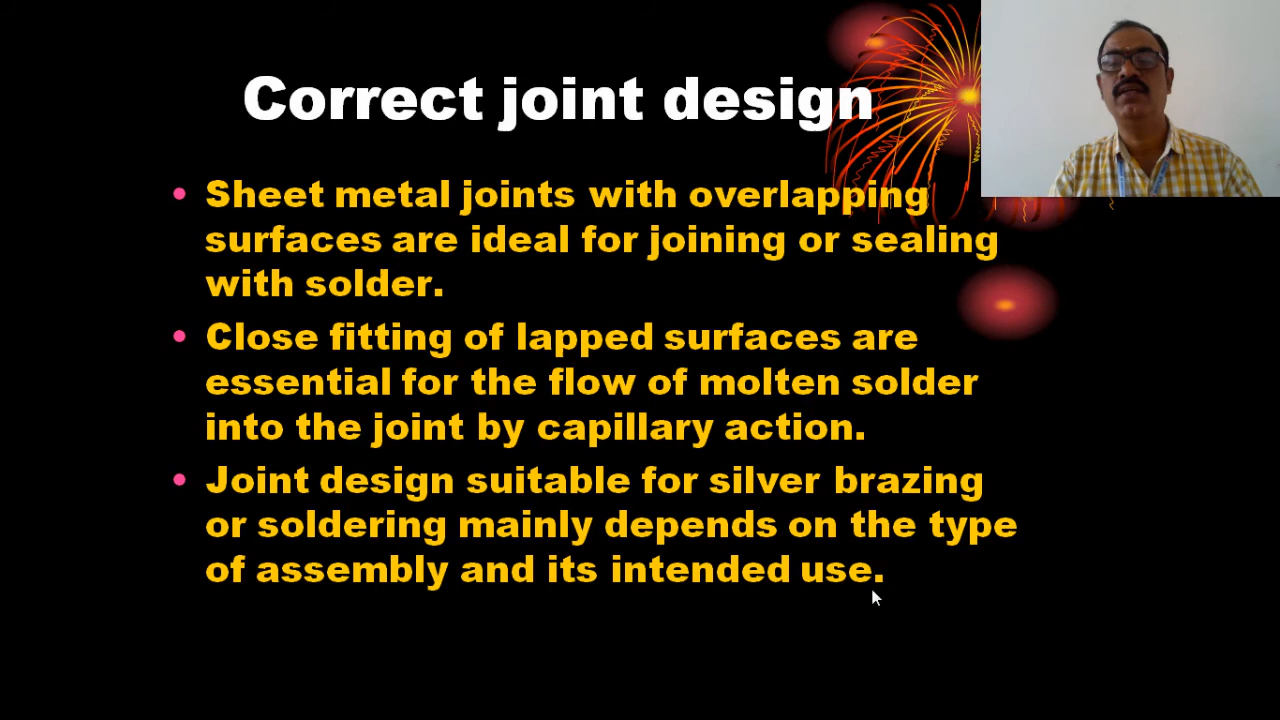 Correct joint design
• Sheet metal joints with overlapping
surfaces are ideal for joining or sealing
with solder.
• Close fitting of lapped surfaces are
essential for the flow of molten solder
into the joint by capillary action.
• Joint design suitable for silver brazing
or soldering mainly depends on the type
of assembly and its intended use.